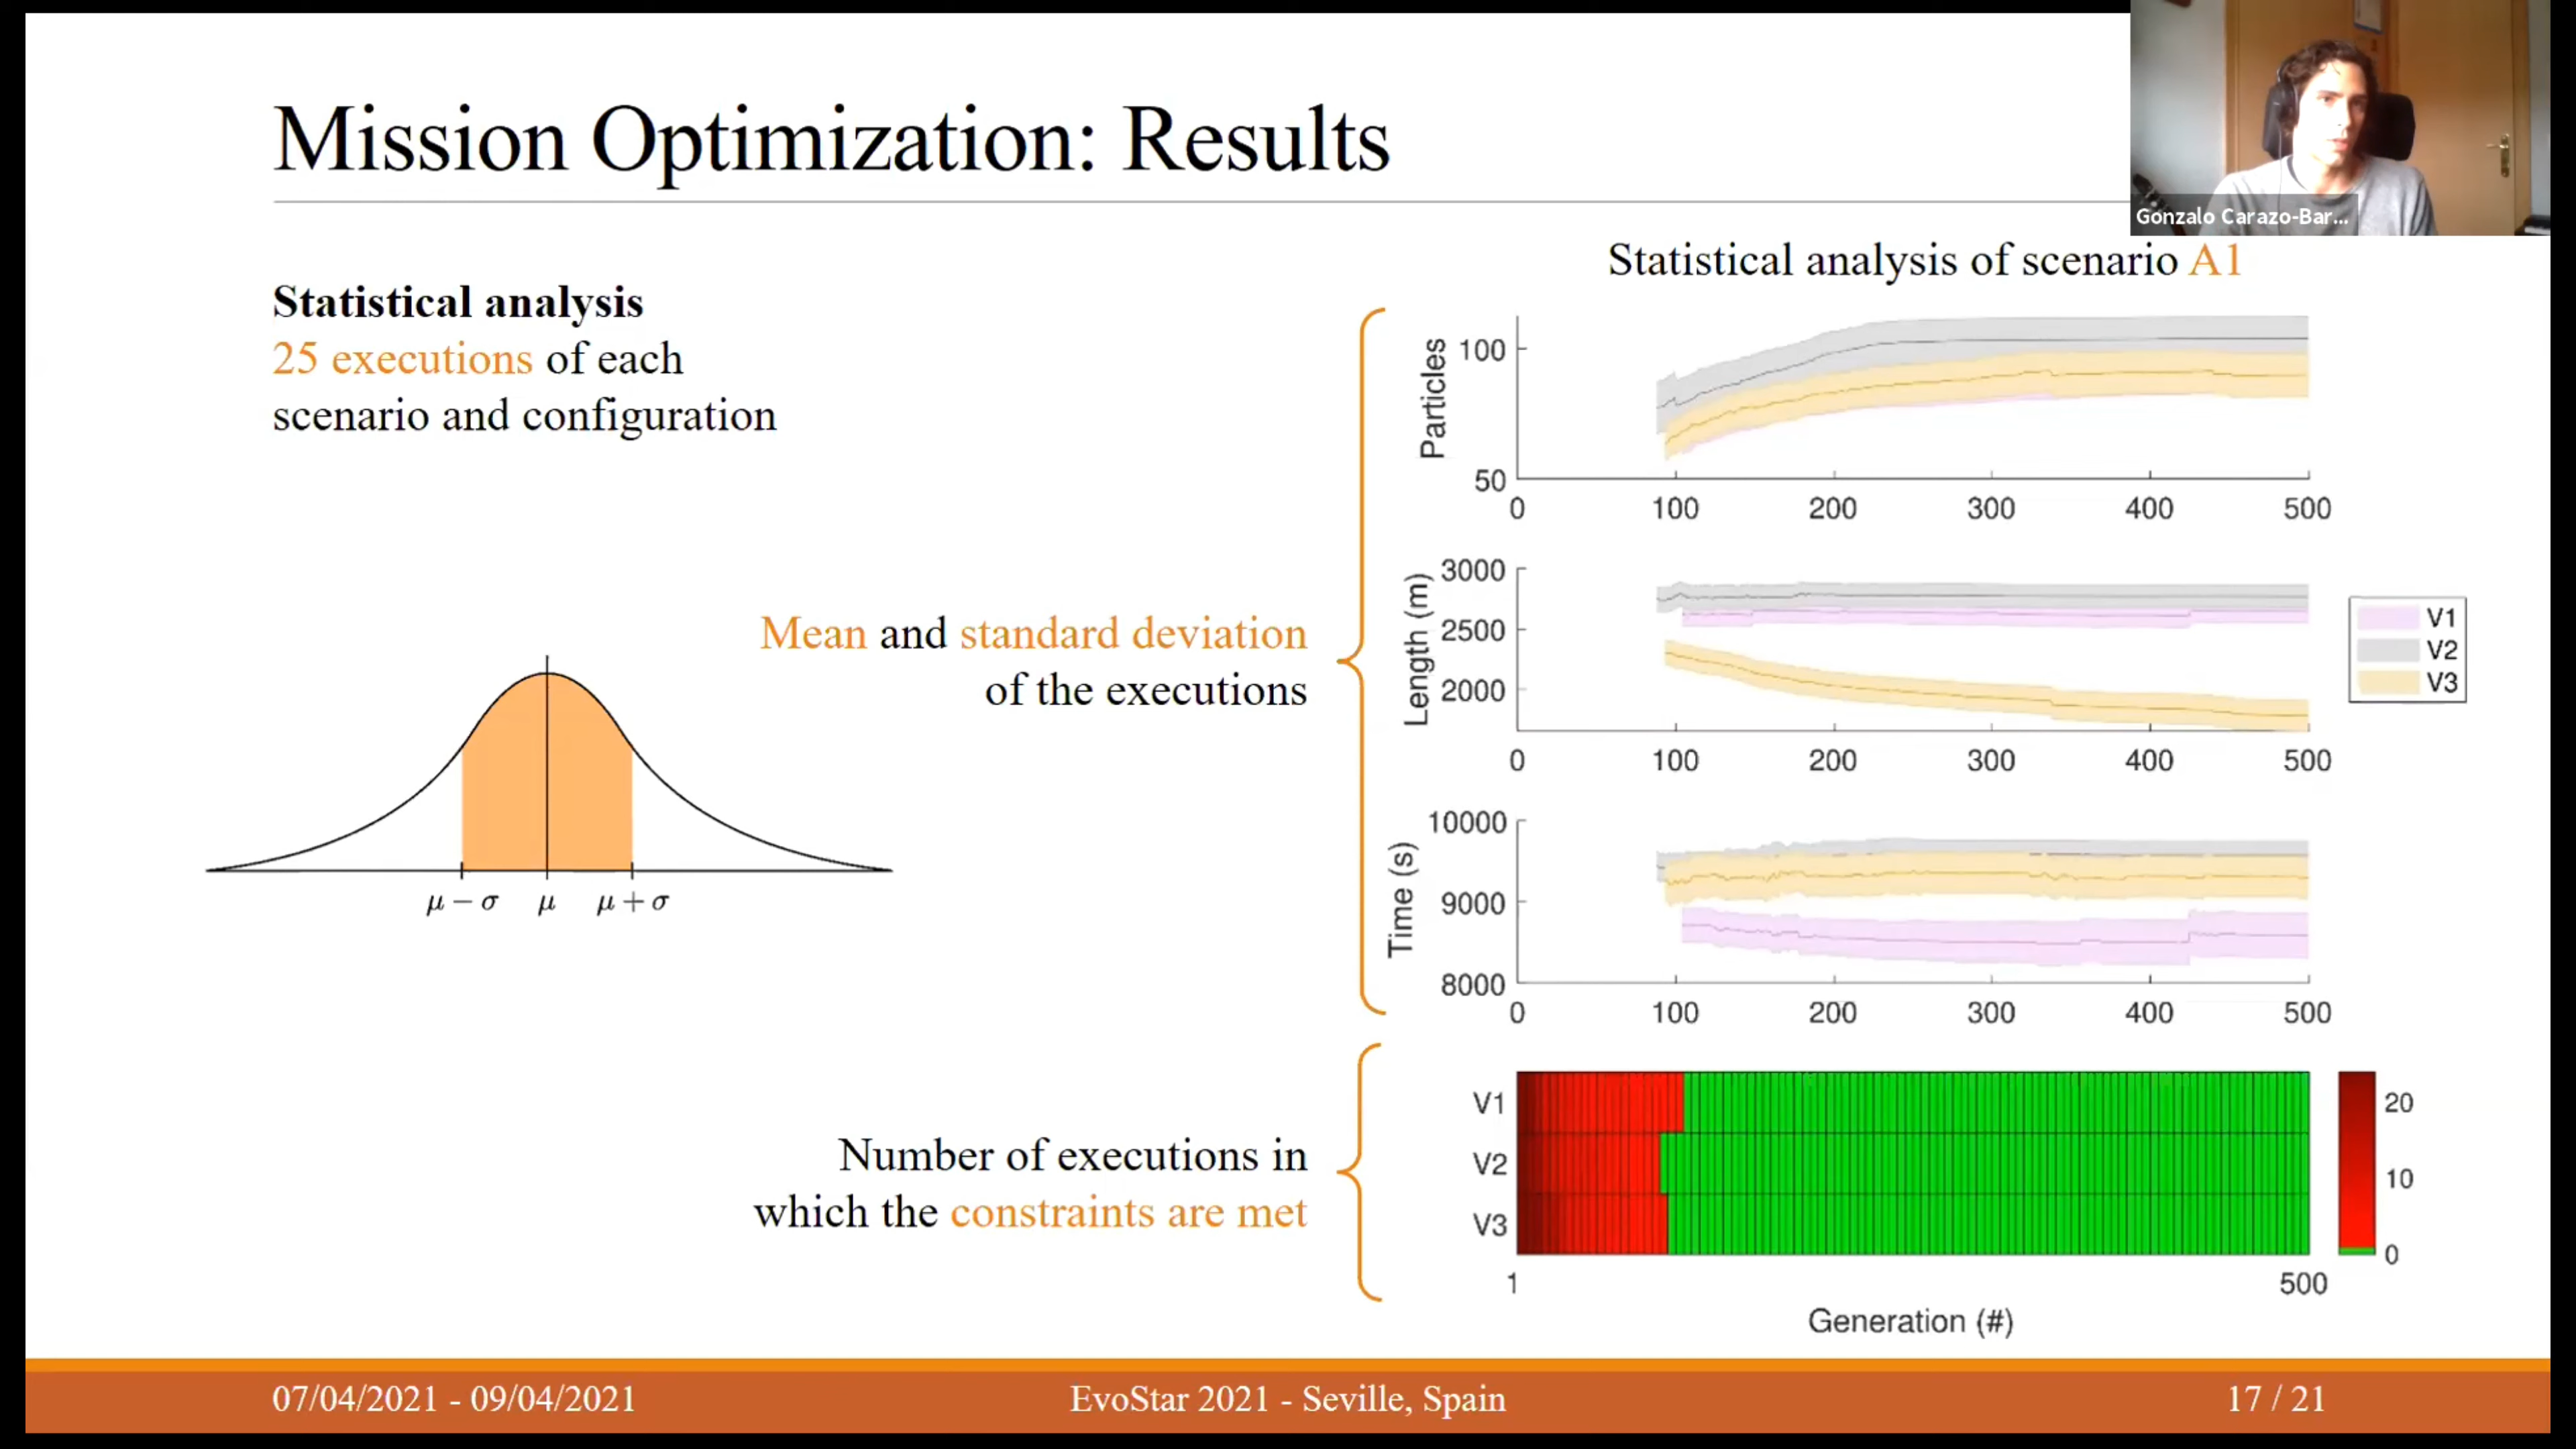 Mission Optimization: Results
Gonzalo Carazo-Bar...
Statistical analysis
25 executions of each
scenario and configuration
Mean and standard deviation
of the executions
μ − σ μ μ + σ
Number of executions in
which the constraints are met
Statistical analysis of scenario A1
Particles
100
50
0 100 200 300 400 500
Length (m)
3000
2500
2000
0 100 200 300 400 500
V1
V2
V3
Time (s)
10000
9000
8000
0 100 200 300 400 500
V1
V2
V3
20
10
0
1 500
Generation (#)
07/04/2021 - 09/04/2021 EvoStar 2021 - Seville, Spain 17 / 21